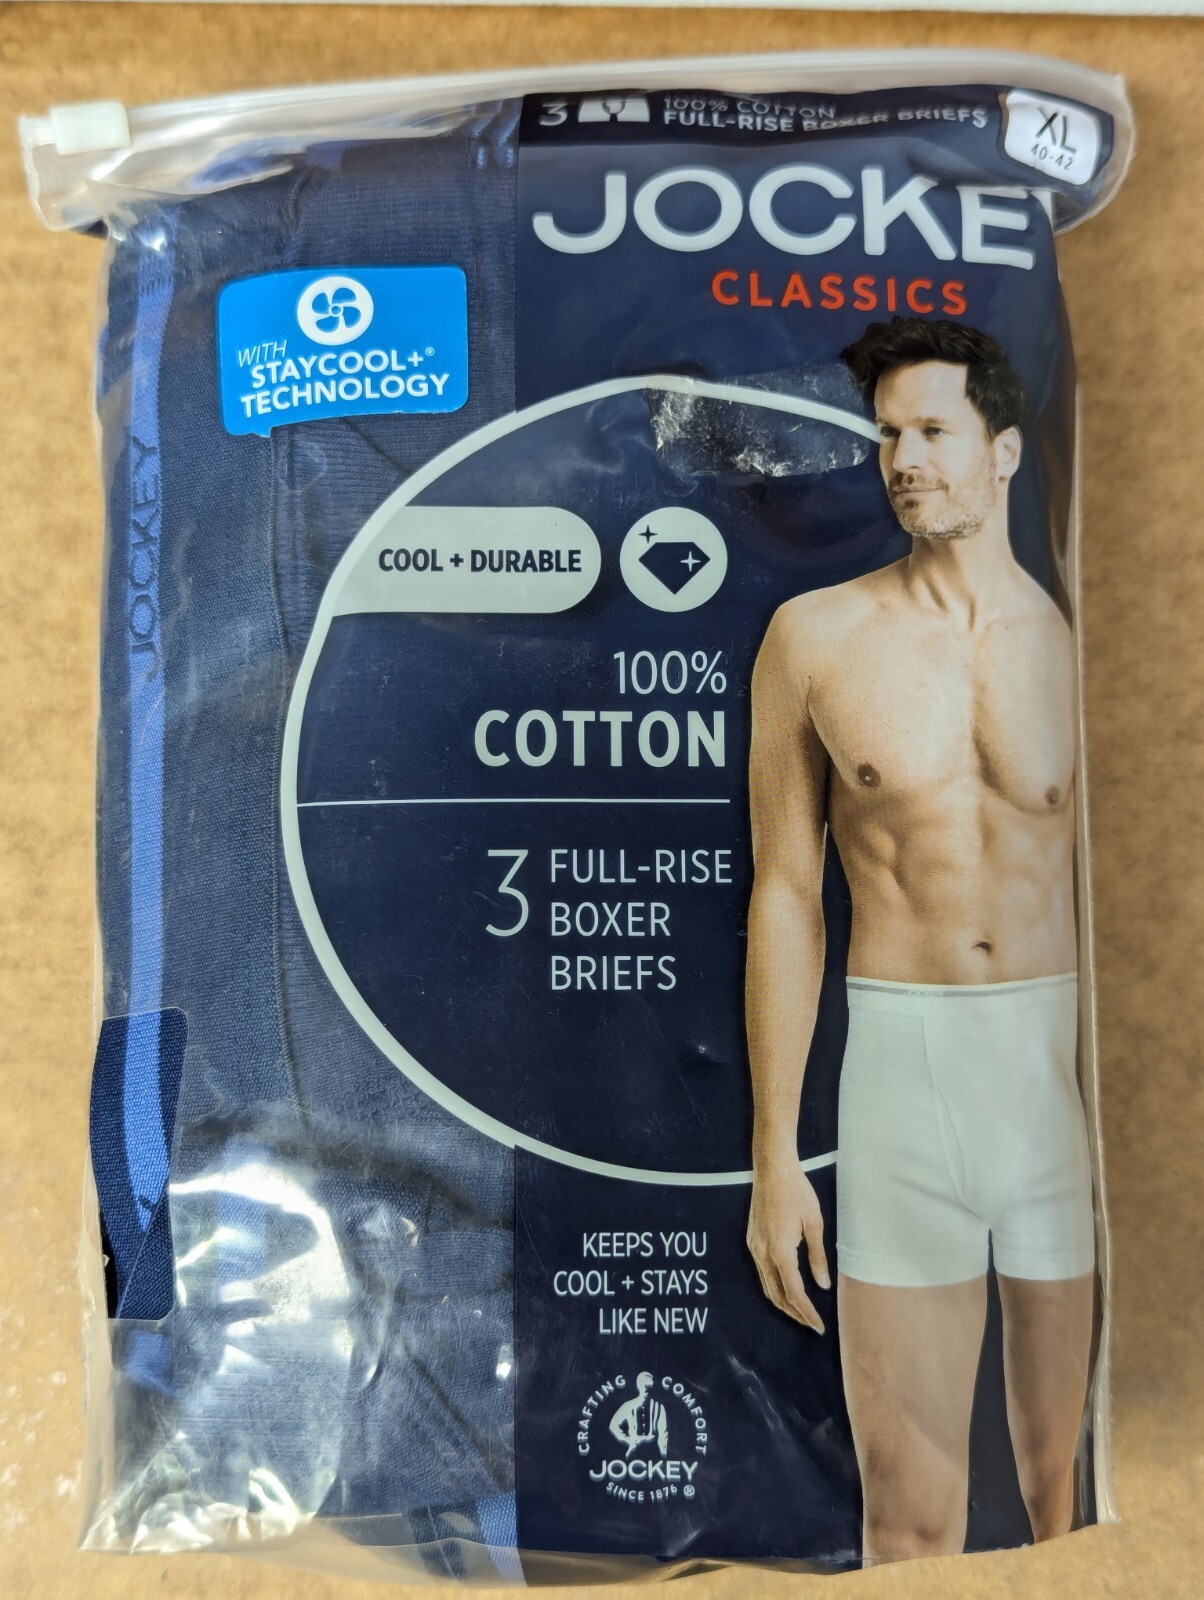 3
100% COTTON
FULL-RISE BOXER BRIEFS
XL
40-42
JOCKE
CLASSICS
WITH
STAYCOOL+®
TECHNOLOGY
JOCKEY
COOL + DURABLE
100%
COTTON
3 FULL-RISE
BOXER
BRIEFS
JOCKEY
KEEPS YOU
COOL + STAYS
LIKE NEW
CRAFTING COMFORT
JOCKEY
SINCE 1876 ®